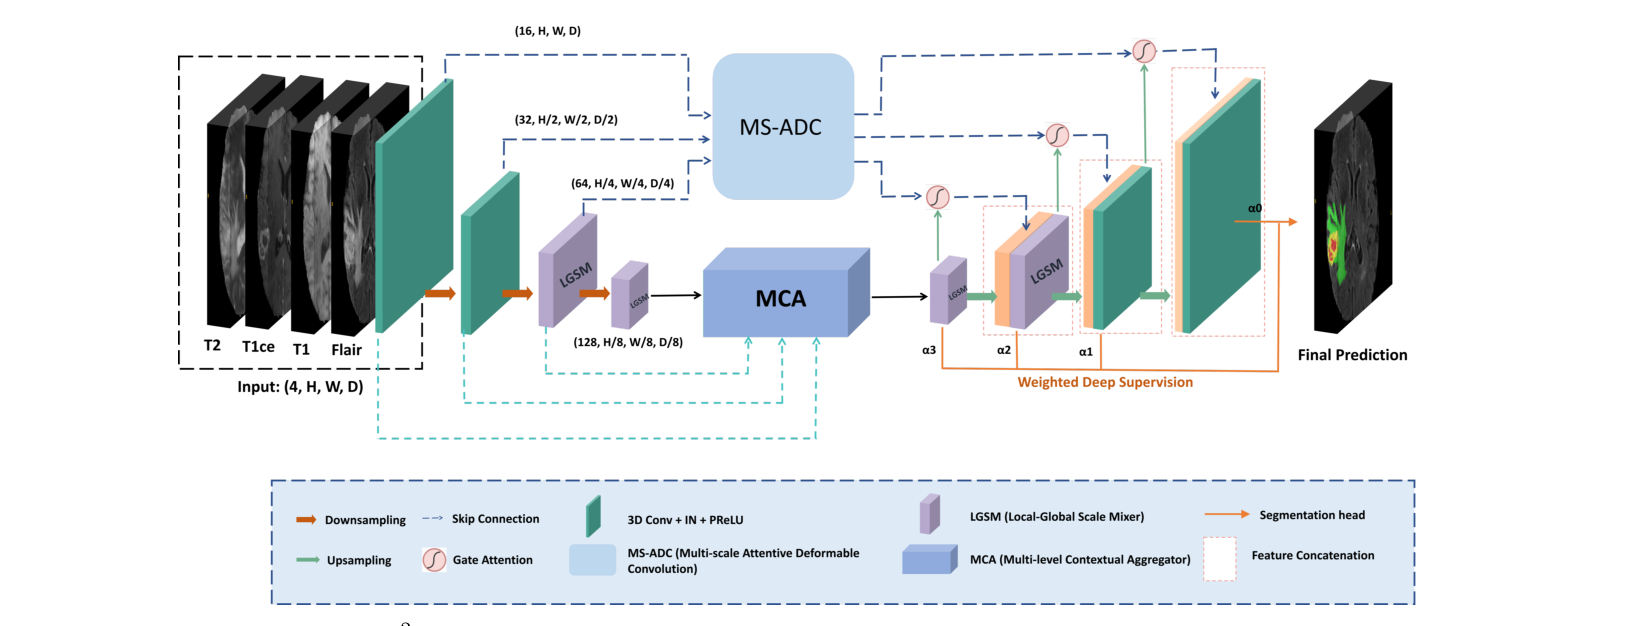 (16, H, W, D)
(32, H/2, W/2, D/2)
(64, H/4, W/4, D/4)
MS-ADC
LGSM
LGSM
MCA
LGSM
LGSM
(128, H/8, W/8, D/8)
T2
T1ce
T1
Flair
Input: (4, H, W, D)
α3
α2
α1
α0
Weighted Deep Supervision
Final Prediction
Downsampling
Skip Connection
3D Conv + IN + PReLU
LGSM (Local-Global Scale Mixer)
Segmentation head
Upsampling
Gate Attention
MS-ADC (Multi-scale Attentive Deformable
Convolution)
MCA (Multi-level Contextual Aggregator)
Feature Concatenation